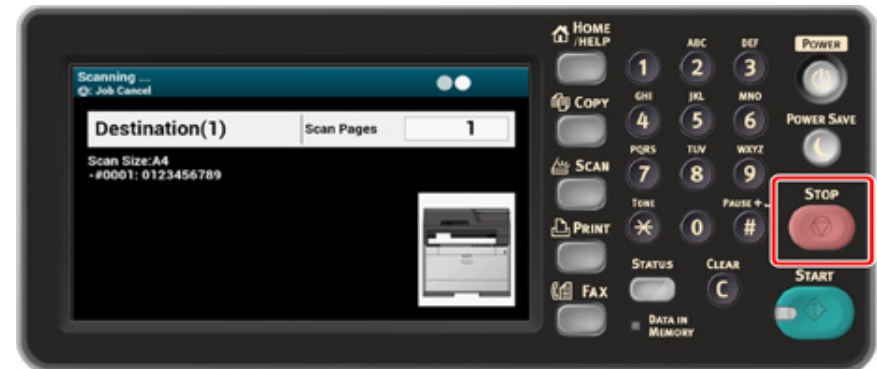 Scanning ....
: Job Cancel
Destination(1)
Scan Pages
1
Scan Size:A4
-#0001: 0123456789
HOME
/HELP
COPY
SCAN
PRINT
FAX
ABC
DEF
1
2
3
GHI
JKL
MNO
4
5
6
PQRS
TUV
WXYZ
7
8
9
TONE
PAUSE + -
*
0
#
STATUS
CLEAR
C
DATA IN
MEMORY
POWER
POWER SAVE
STOP
START